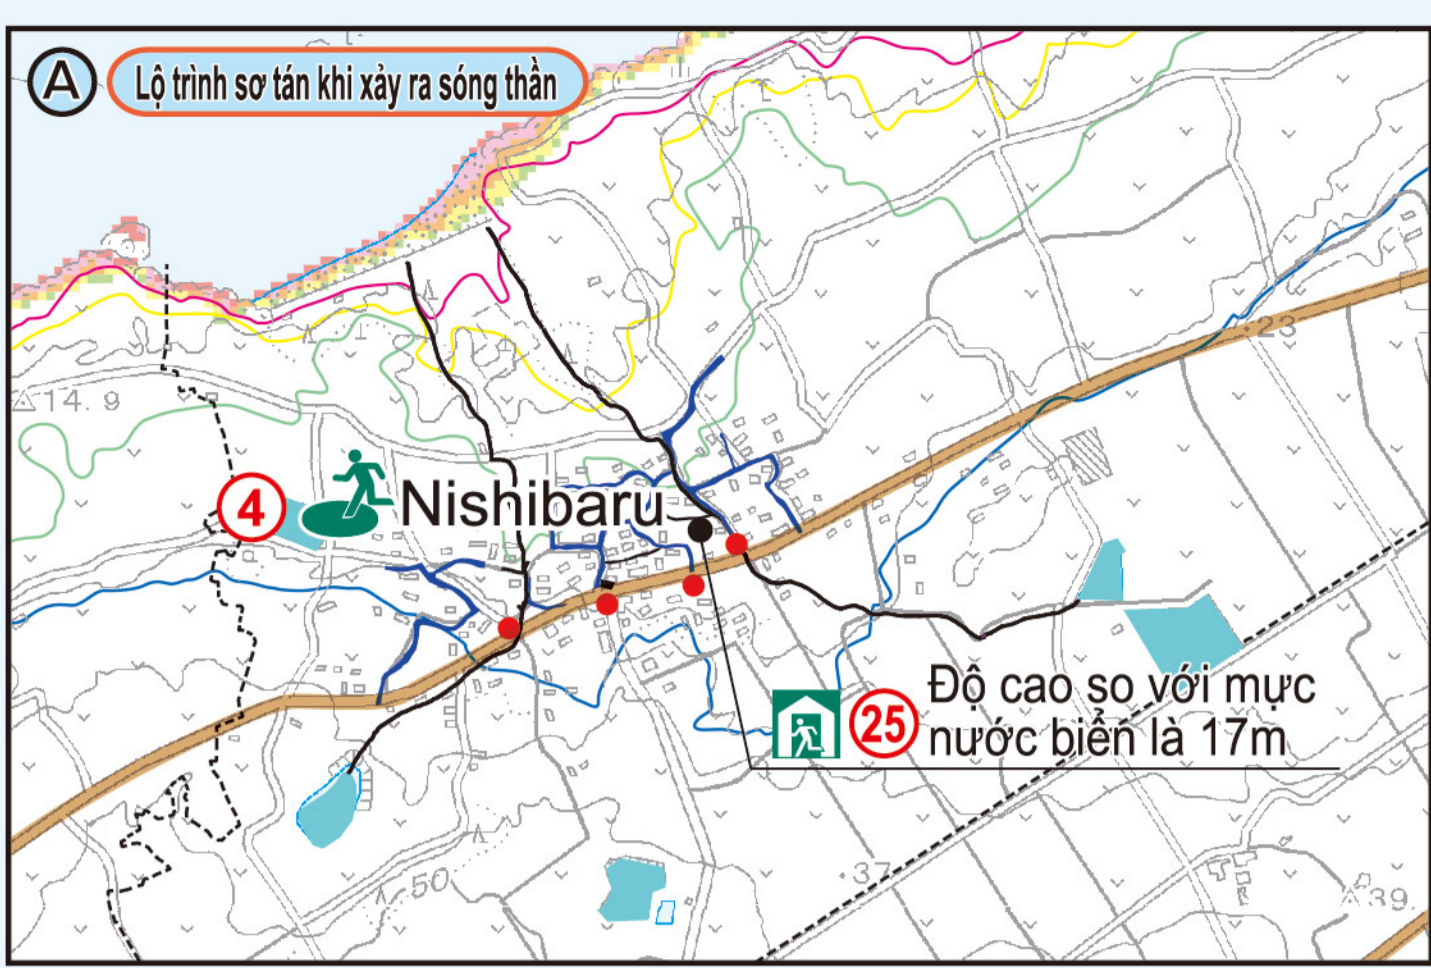 A Lộ trình sơ tán khi xảy ra sóng thần
23
14.9
4 Nishibaru
25 Độ cao so với mực
nước biển là 17m
50
37
39